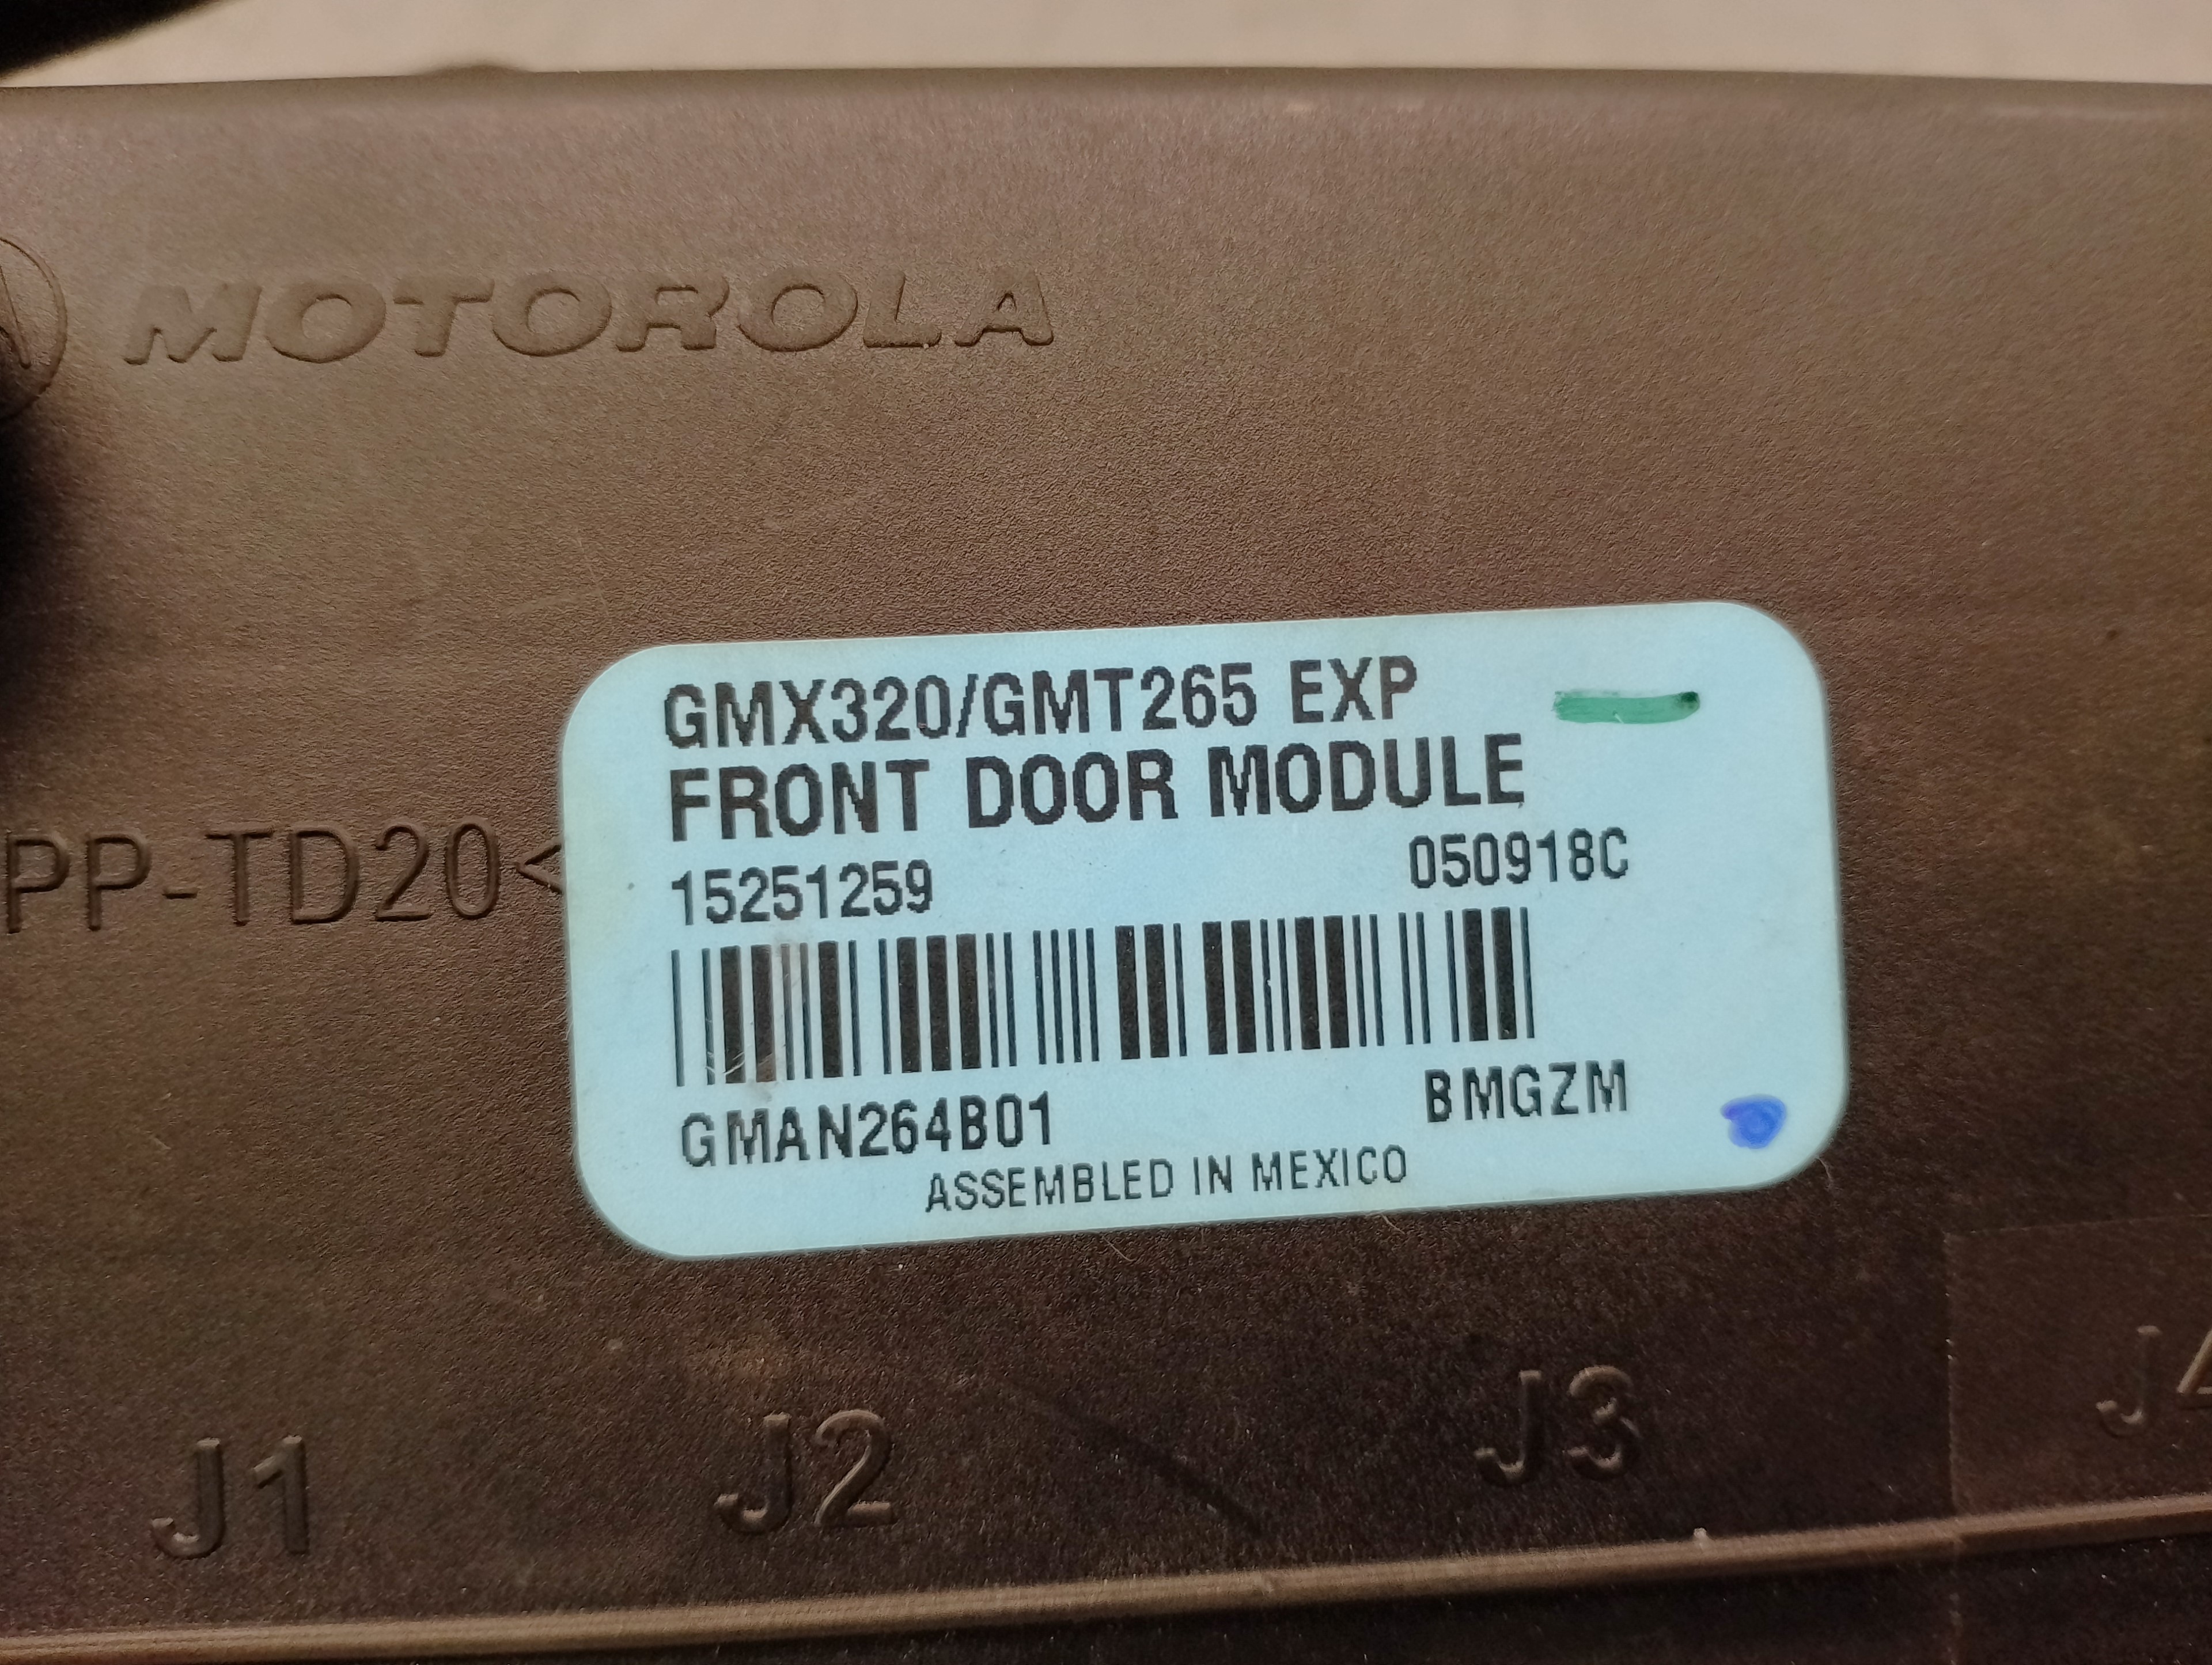 MOTOROLA
GMX320/GMT265 EXP
FRONT DOOR MODULE
15251259 050918C
PP-TD20<
GMAN264B01 BMGZM
ASSEMBLED IN MEXICO
J1 J2 J3 J4